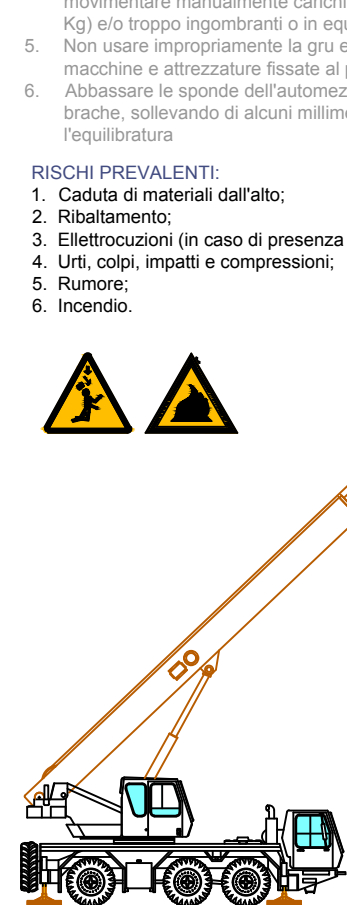 movimentare manualmente carichi
Kg) e/o troppo ingombranti o in equ
5. Non usare impropriamente la gru e
macchine e attrezzature fissate al p
6. Abbassare le sponde dell'automez
brache, sollevando di alcuni millime
l'equilibratura
RISCHI PREVALENTI:
1. Caduta di materiali dall'alto;
2. Ribaltamento;
3. Ellettrocuzioni (in caso di presenza
4. Urti, colpi, impatti e compressioni;
5. Rumore;
6. Incendio.